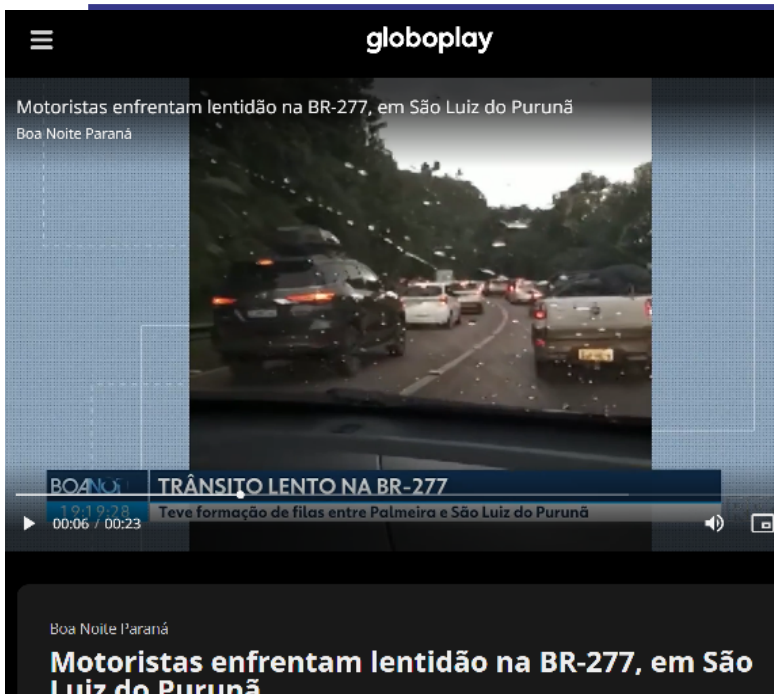 globoplay
Motoristas enfrentam lentidão na BR-277, em São Luiz do Purunã
Boa Noite Paraná
BOA NOITE
TRÂNSITO LENTO NA BR-277
19:19:28
Teve formação de filas entre Palmeira e São Luiz do Purunã
00:06 / 00:23
Boa Noite Paraná
Motoristas enfrentam lentidão na BR-277, em São
Luiz do Purunã